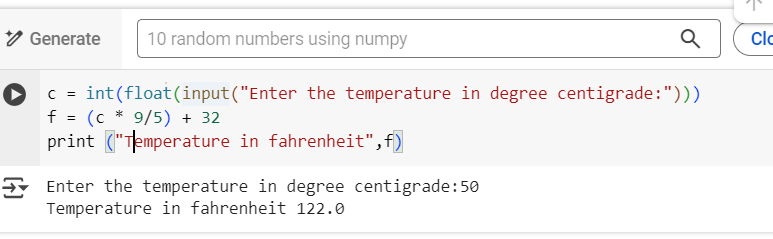 Generate
10 random numbers using numpy
Clo
c = int(float(input("Enter the temperature in degree centigrade:")))
f = (c * 9/5) + 32
print ("Temperature in fahrenheit",f)
Enter the temperature in degree centigrade:50
Temperature in fahrenheit 122.0